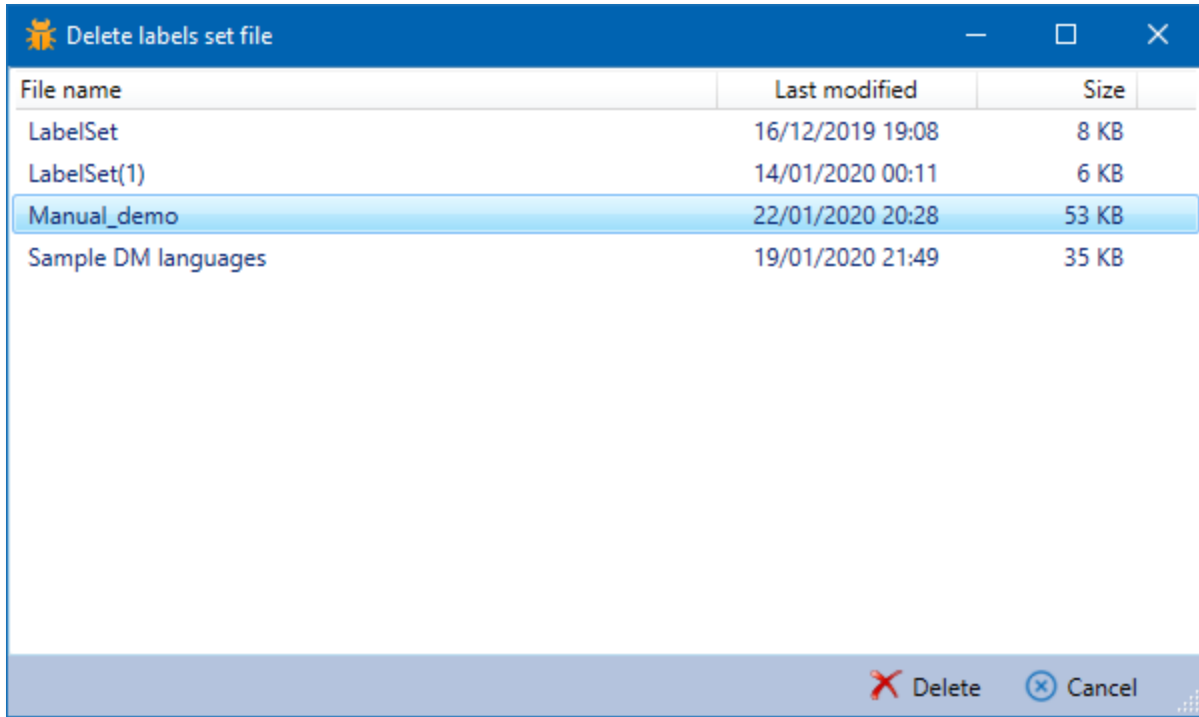 Delete labels set file
File name Last modified Size
LabelSet 16/12/2019 19:08 8 KB
LabelSet(1) 14/01/2020 00:11 6 KB
Manual_demo 22/01/2020 20:28 53 KB
Sample DM languages 19/01/2020 21:49 35 KB
Delete Cancel